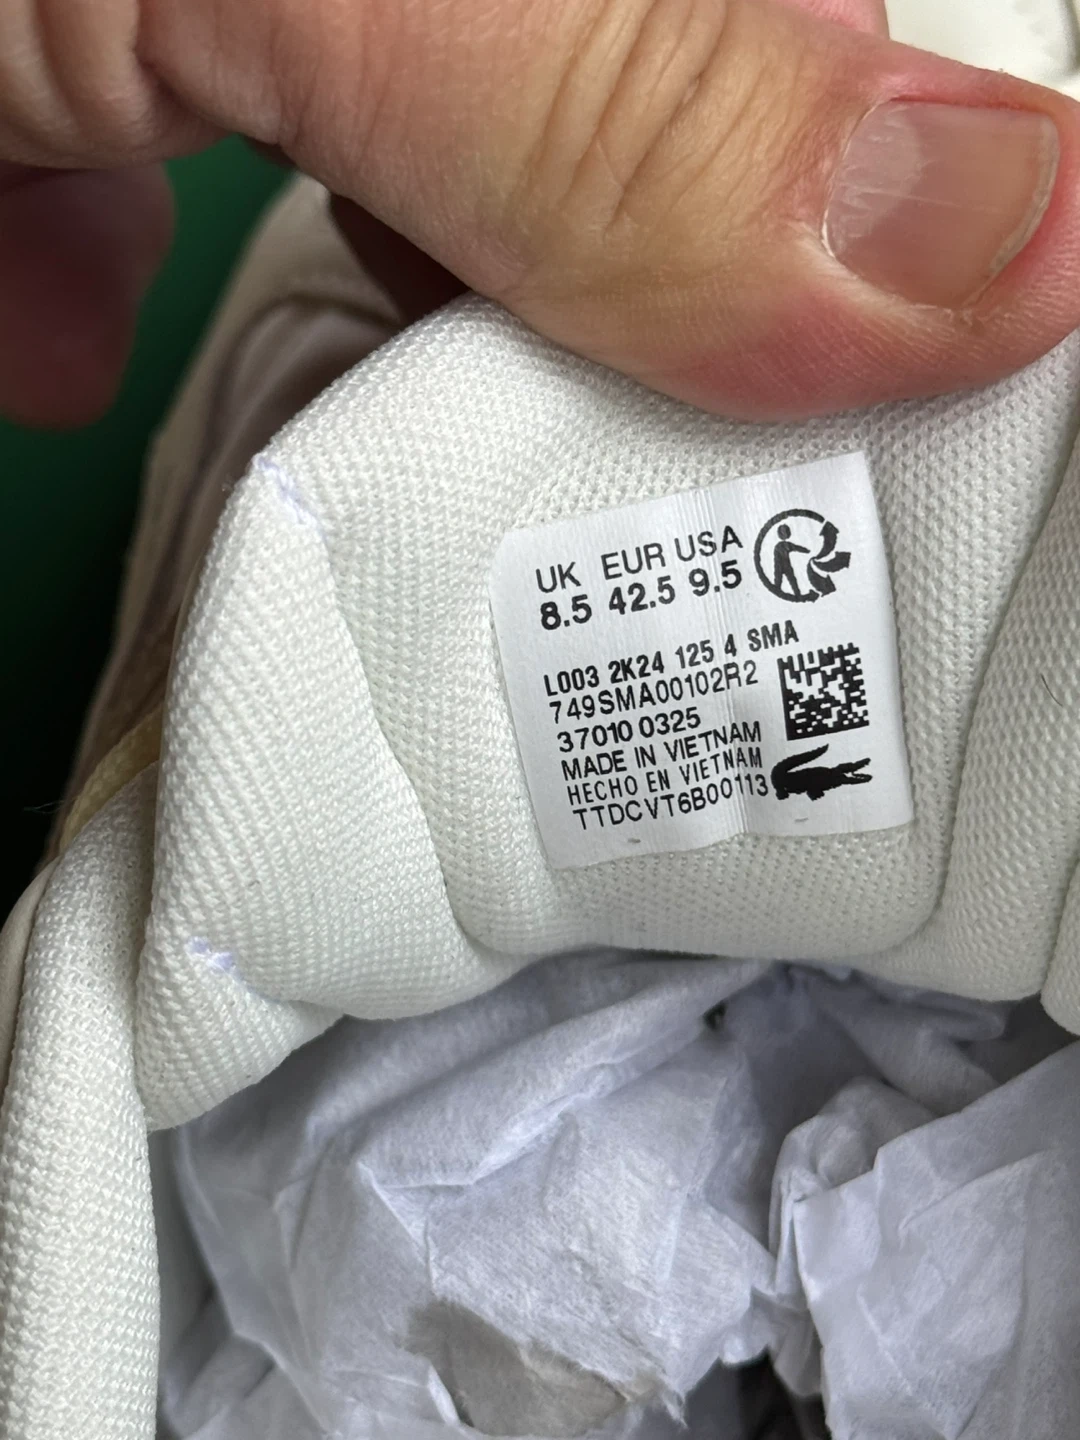 UK EUR USA
8.5 42.5 9.5
L003 2K24 125 4 SMA
749SMA00102R2
37010 0325
MADE IN VIETNAM
HECHO EN VIETNAM
TTDCVT6B00113